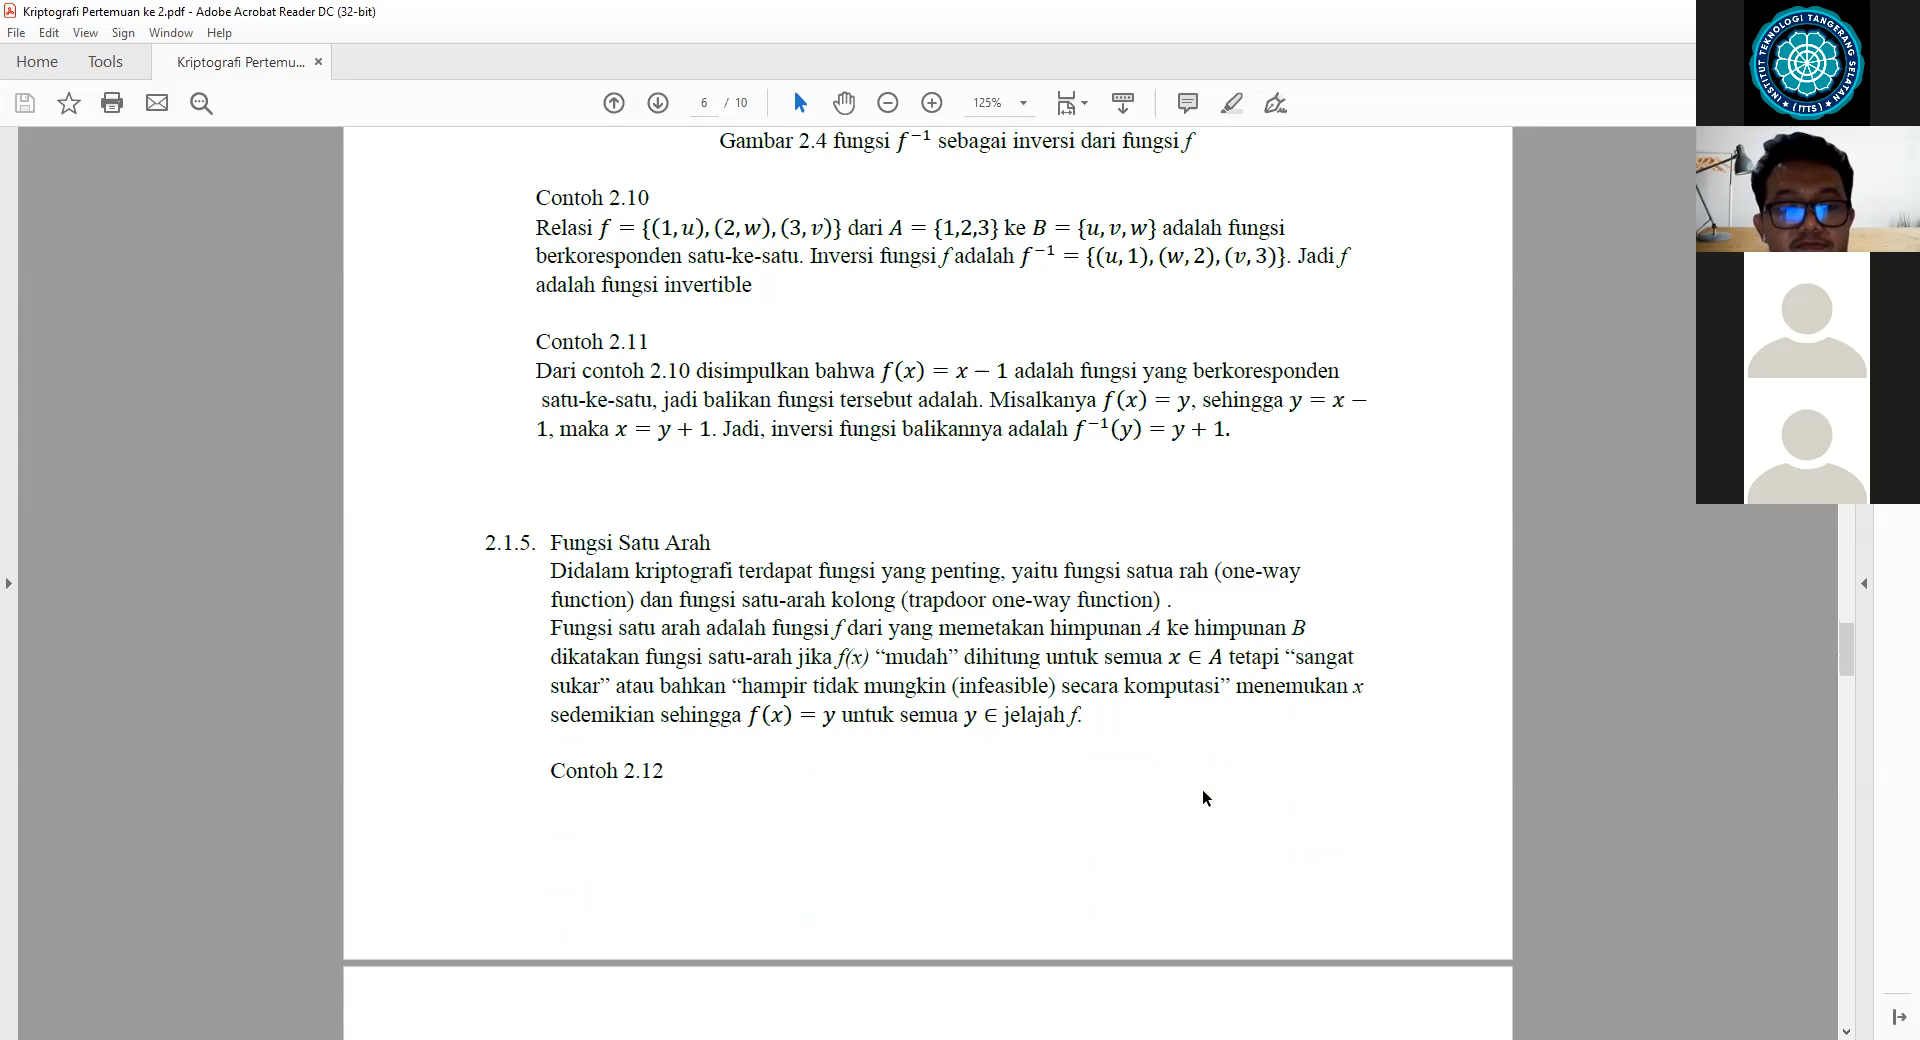 Kriptografi Pertemuan ke 2.pdf - Adobe Acrobat Reader DC (32-bit)
File Edit View Sign Window Help
Home Tools Kriptografi Pertemu... ×
6 / 10 125%
INSTITUT TEKNOLOGI TANGERANG SELATAN
(ITTS)
Gambar 2.4 fungsi f⁻¹ sebagai inversi dari fungsi f
Contoh 2.10
Relasi f = {(1, u), (2, w), (3, v)} dari A = {1,2,3} ke B = {u, v, w} adalah fungsi
berkoresponden satu-ke-satu. Inversi fungsi f adalah f⁻¹ = {(u, 1), (w, 2), (v, 3)}. Jadi f
adalah fungsi invertible
Contoh 2.11
Dari contoh 2.10 disimpulkan bahwa f(x) = x − 1 adalah fungsi yang berkoresponden
satu-ke-satu, jadi balikan fungsi tersebut adalah. Misalkanya f(x) = y, sehingga y = x −
1, maka x = y + 1. Jadi, inversi fungsi balikannya adalah f⁻¹(y) = y + 1.
2.1.5. Fungsi Satu Arah
Didalam kriptografi terdapat fungsi yang penting, yaitu fungsi satua rah (one-way
function) dan fungsi satu-arah kolong (trapdoor one-way function) .
Fungsi satu arah adalah fungsi f dari yang memetakan himpunan A ke himpunan B
dikatakan fungsi satu-arah jika f(x) “mudah” dihitung untuk semua x ∈ A tetapi “sangat
sukar” atau bahkan “hampir tidak mungkin (infeasible) secara komputasi” menemukan x
sedemikian sehingga f(x) = y untuk semua y ∈ jelajah f.
Contoh 2.12